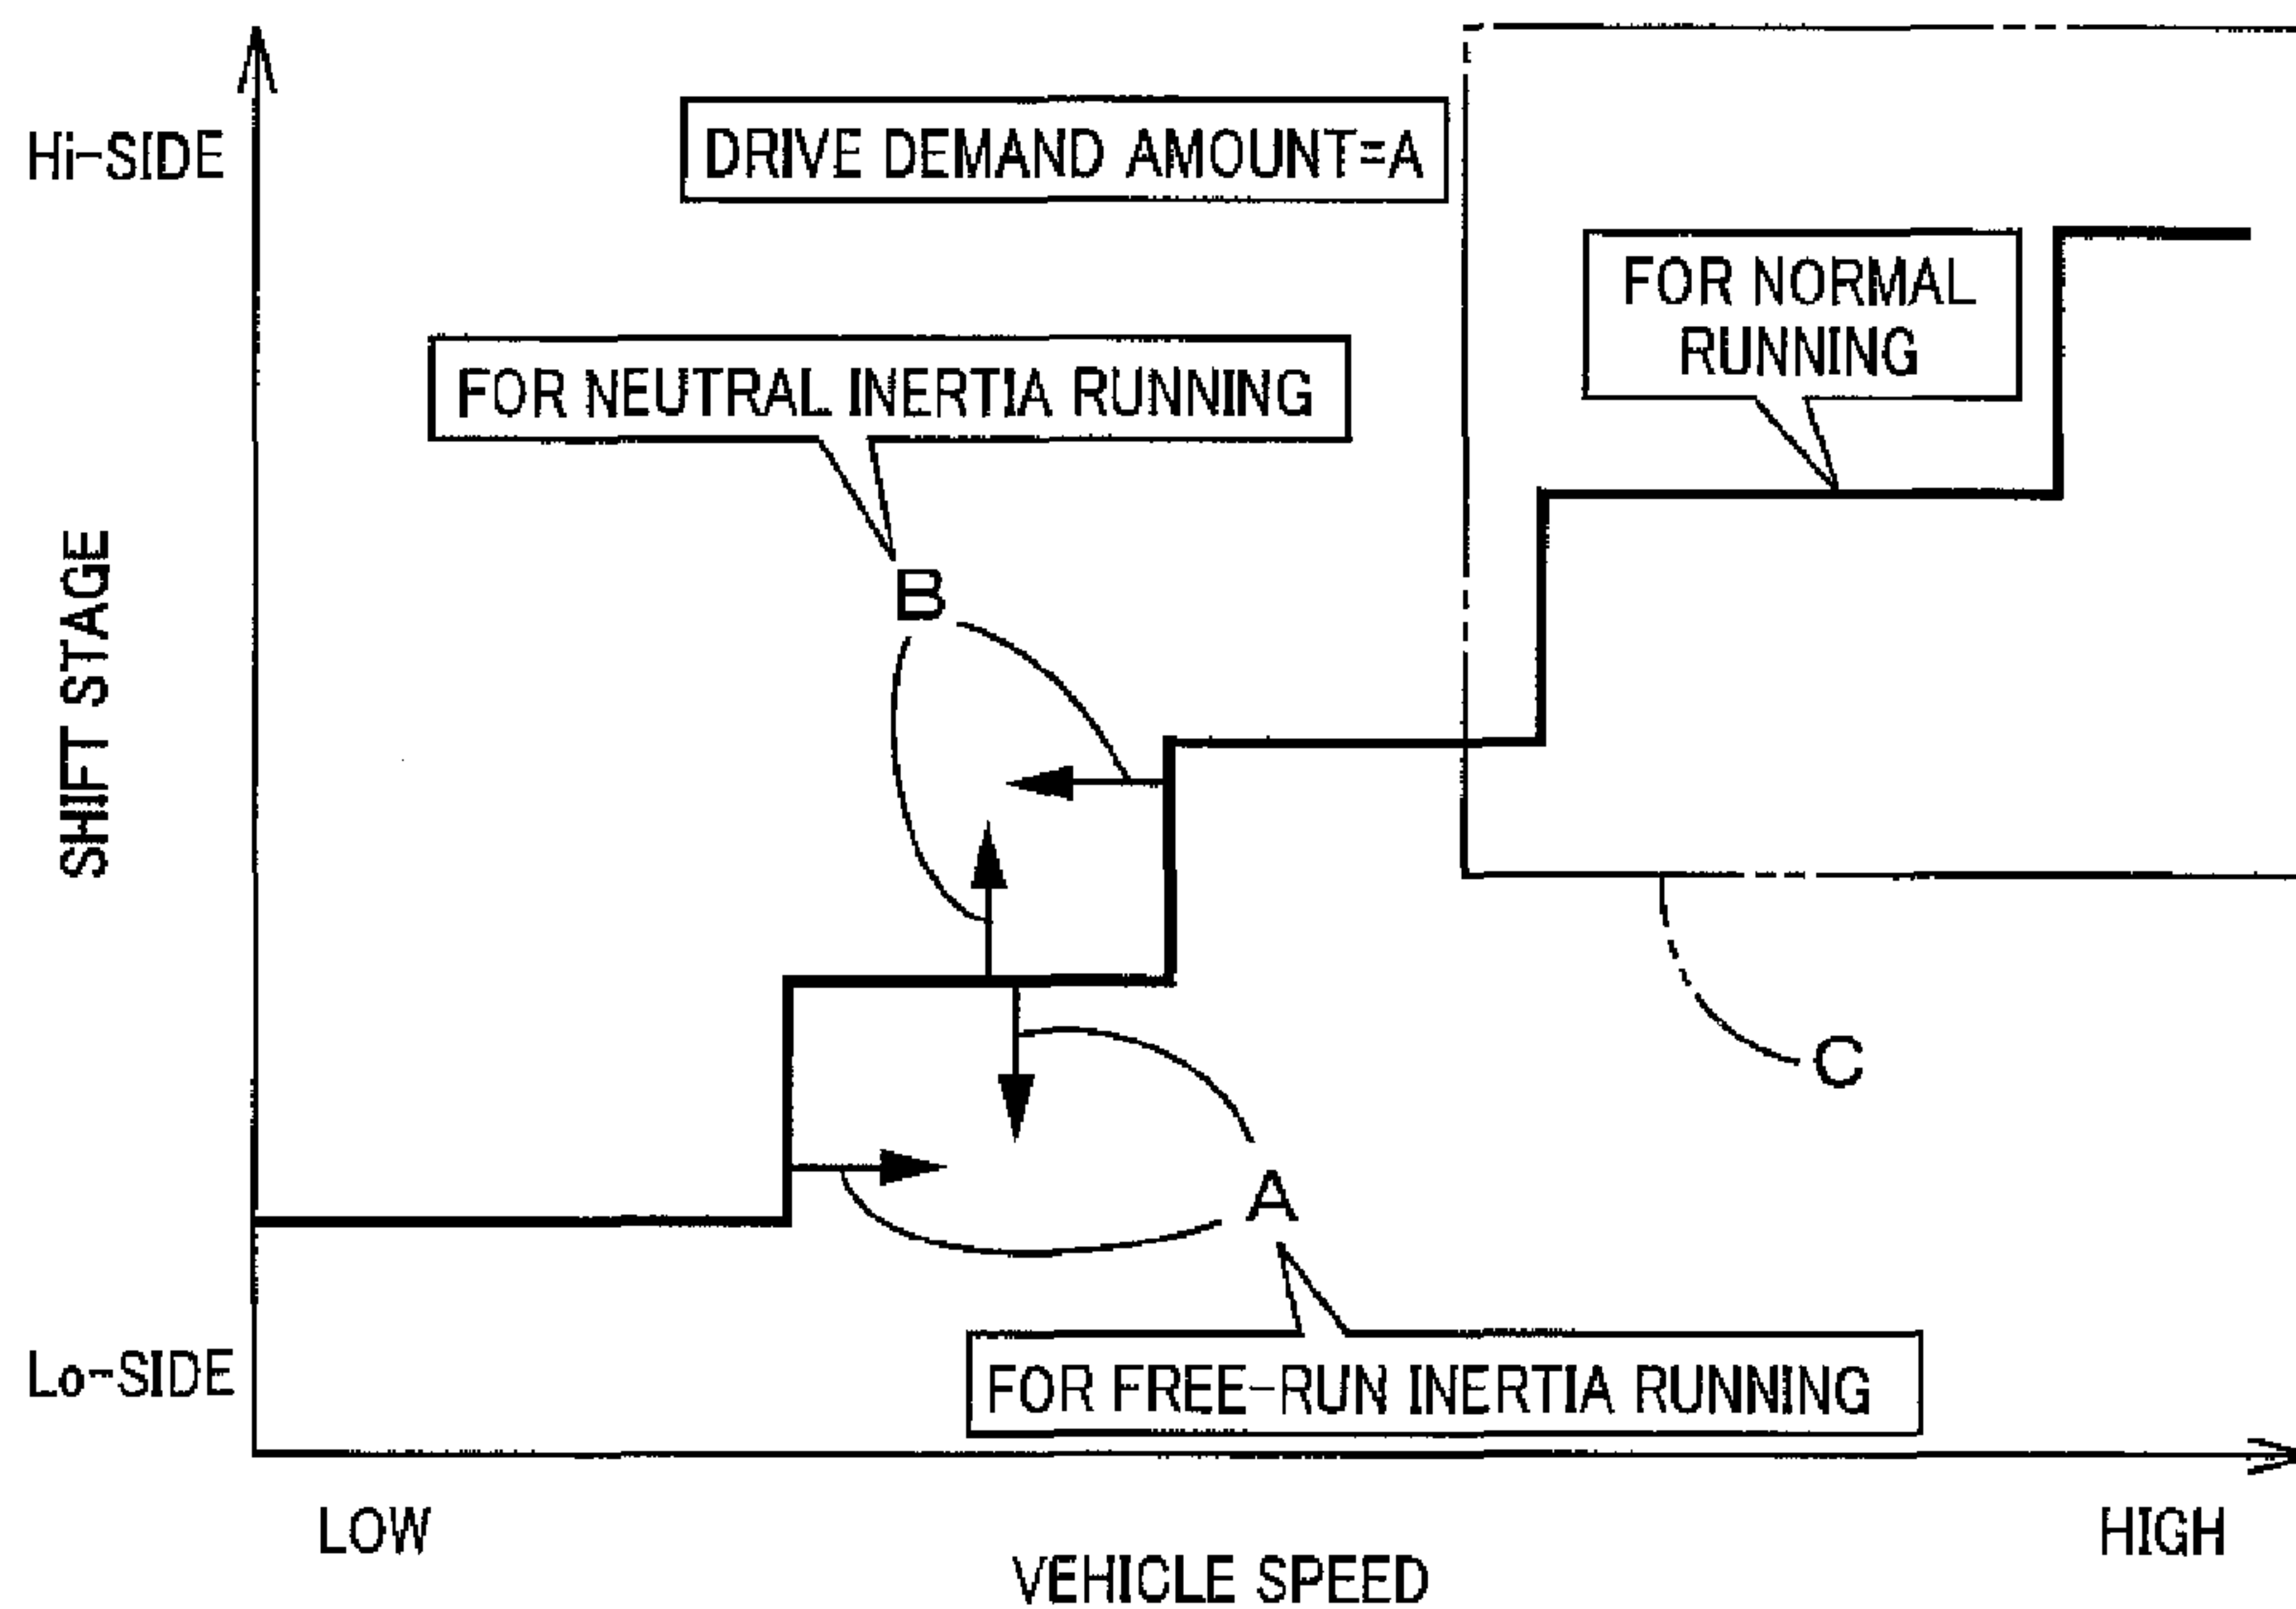 Hi-SIDE
DRIVE DEMAND AMOUNT=A
FOR NORMAL
RUNNING
FOR NEUTRAL INERTIA RUNNING
SHIFT STAGE
B
C
A
Lo-SIDE
FOR FREE-RUN INERTIA RUNNING
LOW
HIGH
VEHICLE SPEED